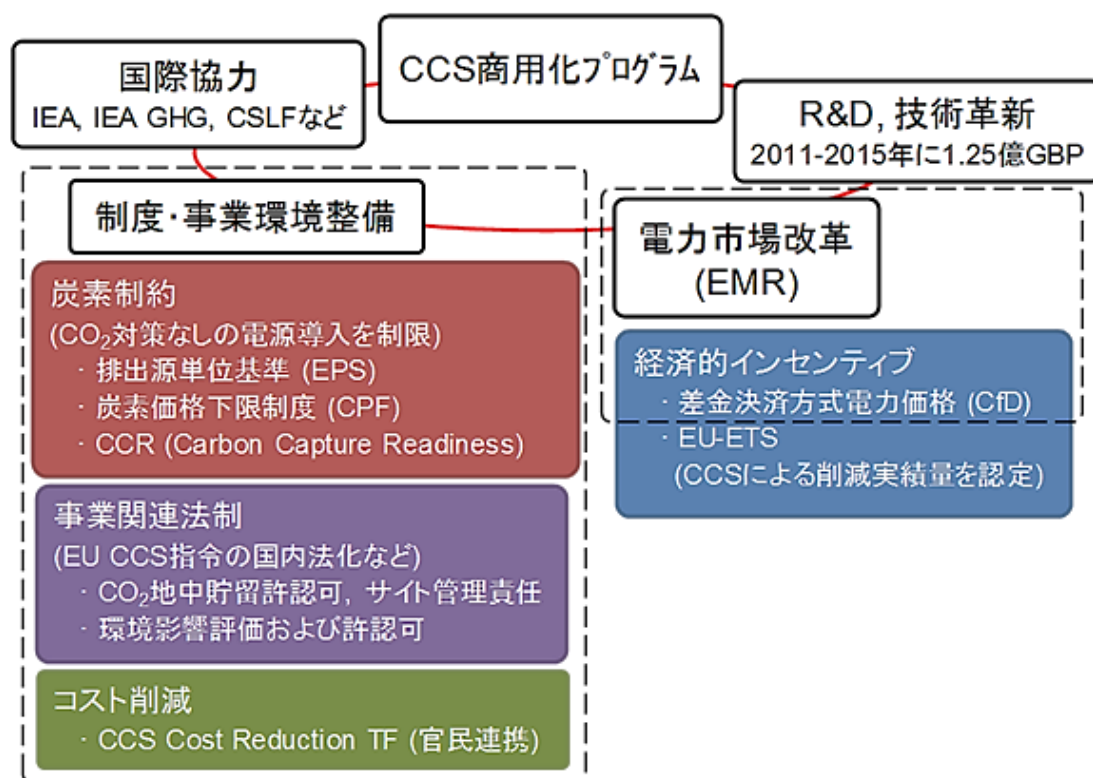 CCS商用化プログラム
国際協力
IEA, IEA GHG, CSLFなど
R&D, 技術革新
2011-2015年に1.25億GBP
制度・事業環境整備
電力市場改革
(EMR)
炭素制約
(CO₂対策なしの電源導入を制限)
· 排出源単位基準 (EPS)
· 炭素価格下限制度 (CPF)
· CCR (Carbon Capture Readiness)
事業関連法制
(EU CCS指令の国内法化など)
· CO₂地中貯留許認可, サイト管理責任
· 環境影響評価および許認可
コスト削減
· CCS Cost Reduction TF (官民連携)
経済的インセンティブ
· 差金決済方式電力価格 (CfD)
· EU-ETS
(CCSによる削減実績量を認定)